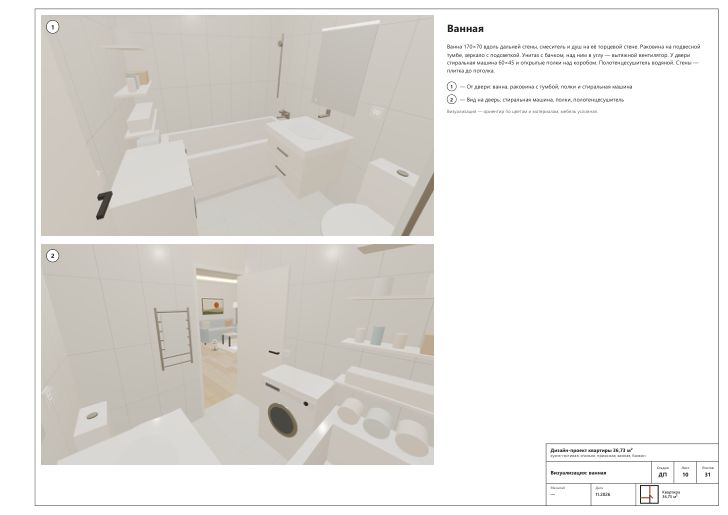 1
Ванная
Ванна 170×70 вдоль дальней стены, смеситель и душ на её торцевой стене. Раковина на подвесной
тумбе, зеркало с подсветкой. Унитаз с бачком, над ним в углу — вытяжной вентилятор. У двери
стиральная машина 60×45 и открытые полки над коробом. Полотенцесушитель водяной. Стены —
плитка до потолка.
1 — От двери: ванна, раковина с тумбой, полки и стиральная машина
2 — Вид на дверь: стиральная машина, полки, полотенцесушитель
Визуализация — ориентир по цветам и материалам, мебель условная.
2
Дизайн-проект квартиры 36,73 м²
Визуализация: ванная
Стадия
ДП
Лист
10
Листов
31
Масштаб
—
Дата
11.2026
Квартира
36,73 м²